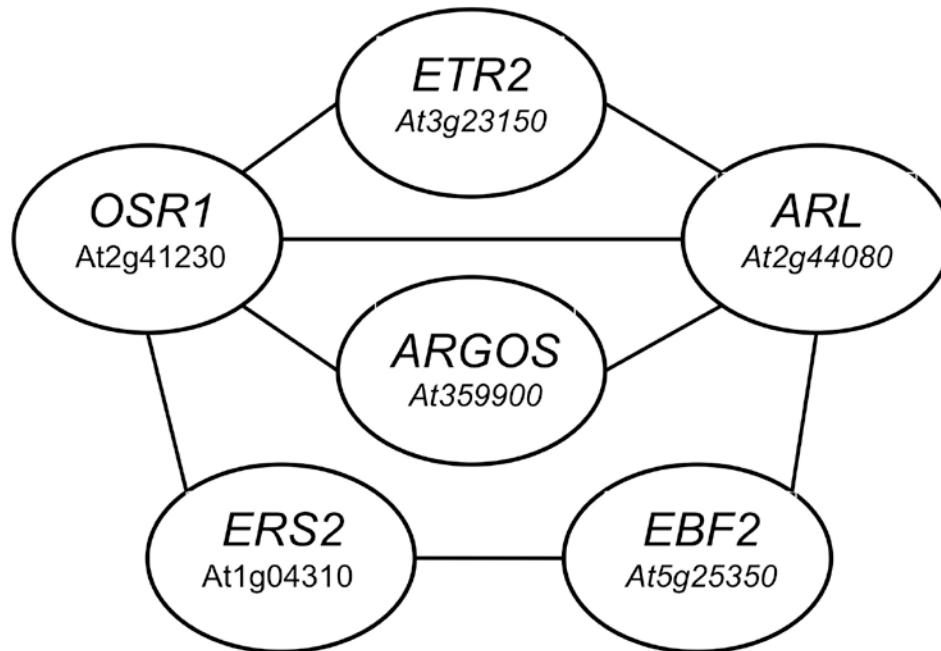 ETR2
At3g23150
OSR1
At2g41230
ARL
At2g44080
ARGOS
At359900
ERS2
At1g04310
EBF2
At5g25350